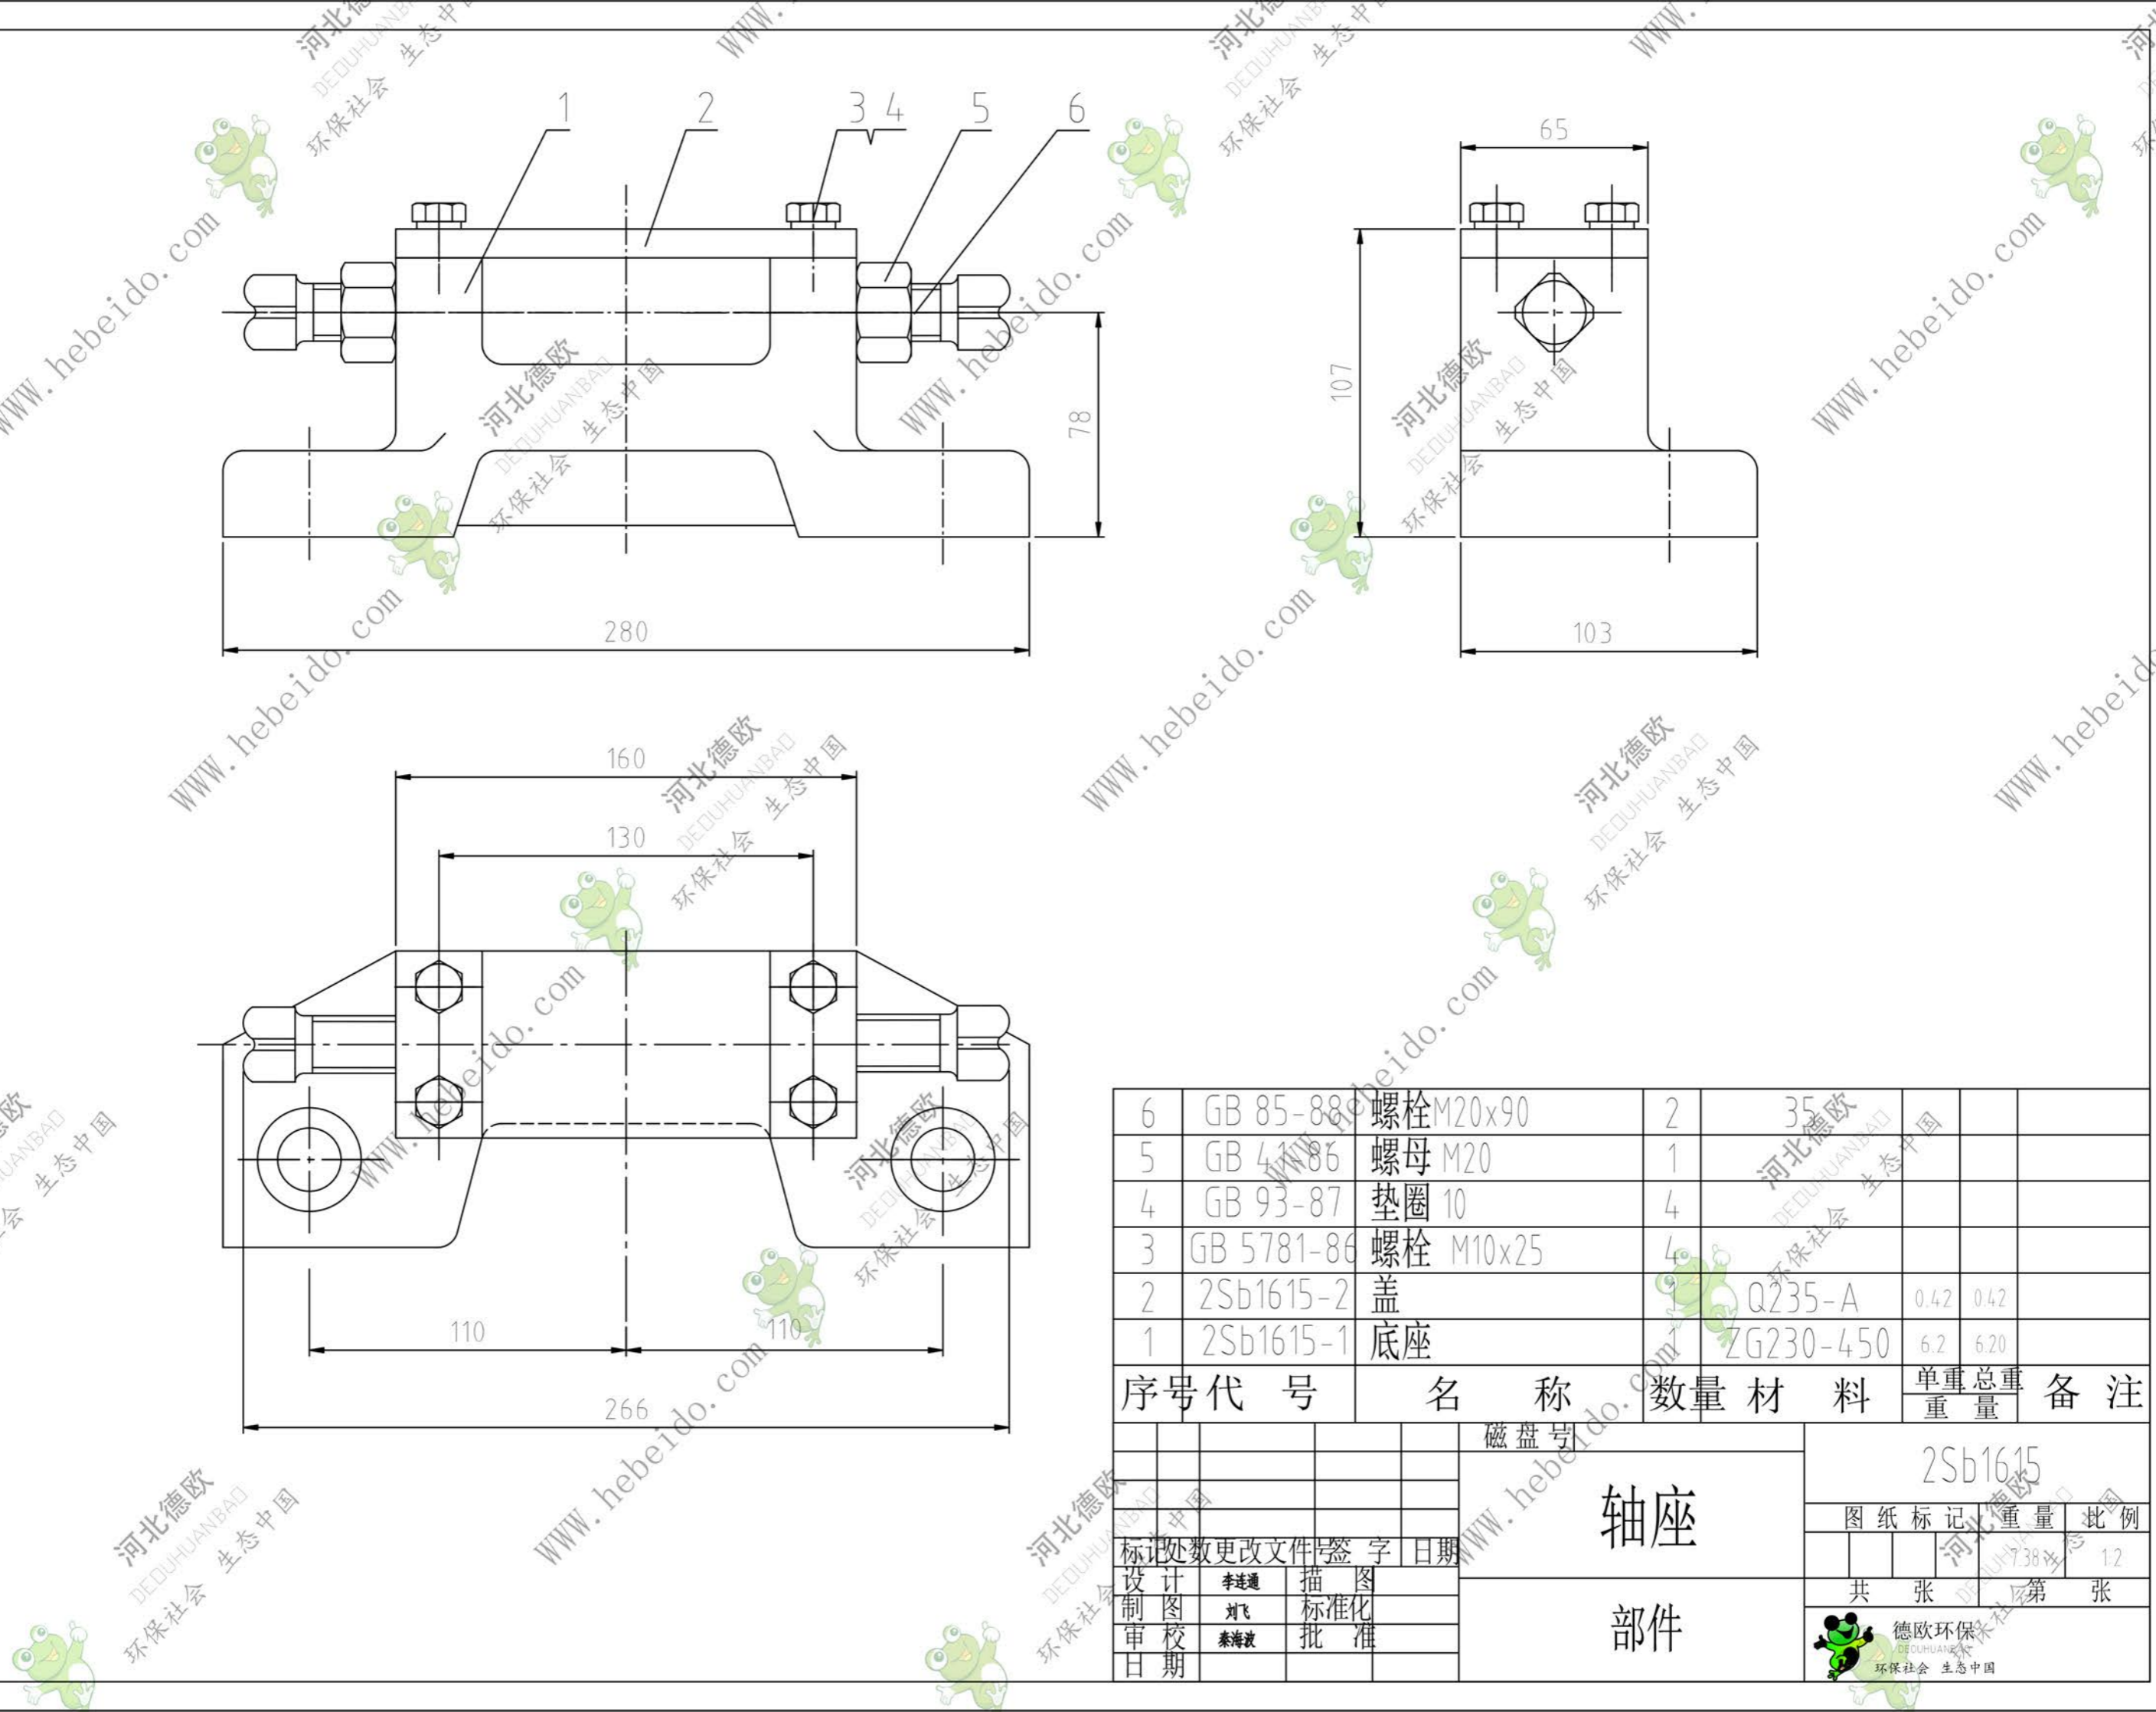 1 2 3 4 5 6
65
107
78
280
103
160
130
110 110
266
6 GB 85-88 螺栓M20x90 2 35
5 GB 41-86 螺母 M20 1
4 GB 93-87 垫圈 10 4
3 GB 5781-86 螺栓 M10x25 4
2 2Sb1615-2 盖 1 Q235-A 0.42 0.42
1 2Sb1615-1 底座 1 ZG230-450 6.2 6.20
序号 代 号 名 称 数量 材 料 单重 总重 备 注
重 量
磁盘号
2Sb1615
轴座
图纸标记 重量 比例
标记 处数 更改文件号 签 字 日期
7.38 1:2
设 计 李连通 描 图
共 张 第 张
制 图 刘飞 标准化
部件
审 校 秦海波 批 准
日 期
德欧环保
DEOUHUANBAO
环保社会 生态中国
河北德欧
DEOUHUANBAO
环保社会 生态中国
WWW.hebeido.com